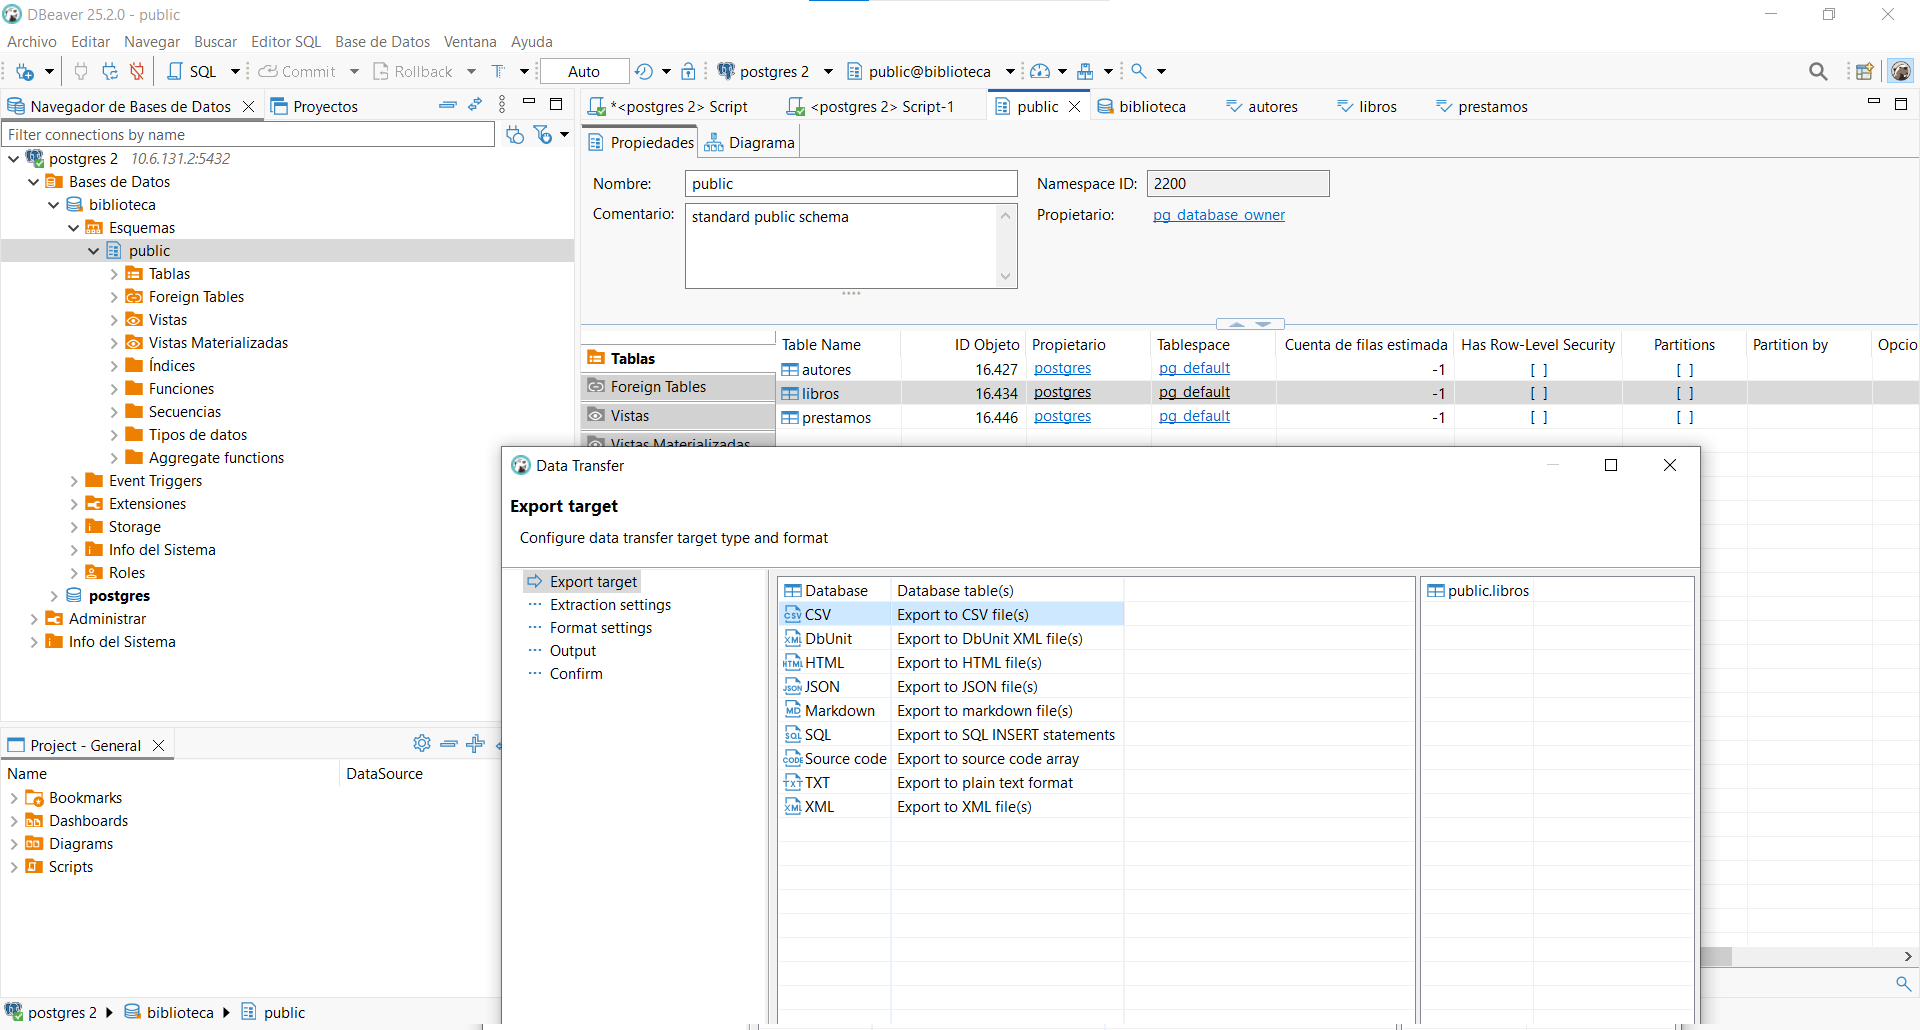 DBeaver 25.2.0 - public
Archivo Editar Navegar Buscar Editor SQL Base de Datos Ventana Ayuda
SQL Commit Rollback Auto postgres 2 public@biblioteca
Navegador de Bases de Datos Proyectos
Filter connections by name
postgres 2 10.6.131.2:5432
Bases de Datos
biblioteca
Esquemas
public
Tablas
Foreign Tables
Vistas
Vistas Materializadas
Índices
Funciones
Secuencias
Tipos de datos
Aggregate functions
Event Triggers
Extensiones
Storage
Info del Sistema
Roles
postgres
Administrar
Info del Sistema
Project - General
Name DataSource
Bookmarks
Dashboards
Diagrams
Scripts
*<postgres 2> Script <postgres 2> Script-1 public biblioteca autores libros prestamos
Propiedades Diagrama
Nombre: public Namespace ID: 2200
Comentario: standard public schema Propietario: pg_database_owner
Tablas
Foreign Tables
Vistas
Vistas Materializadas
Table Name ID Objeto Propietario Tablespace Cuenta de filas estimada Has Row-Level Security Partitions Partition by Opcio
autores 16.427 postgres pg_default -1 [ ] [ ]
libros 16.434 postgres pg_default -1 [ ] [ ]
prestamos 16.446 postgres pg_default -1 [ ] [ ]
Data Transfer
Export target
Configure data transfer target type and format
Export target
Extraction settings
Format settings
Output
Confirm
Database Database table(s)
CSV CSV Export to CSV file(s)
XML DbUnit Export to DbUnit XML file(s)
HTML HTML Export to HTML file(s)
JSON JSON Export to JSON file(s)
MD Markdown Export to markdown file(s)
SQL SQL Export to SQL INSERT statements
CODE Source code Export to source code array
TXT TXT Export to plain text format
XML XML Export to XML file(s)
public.libros
postgres 2 biblioteca public